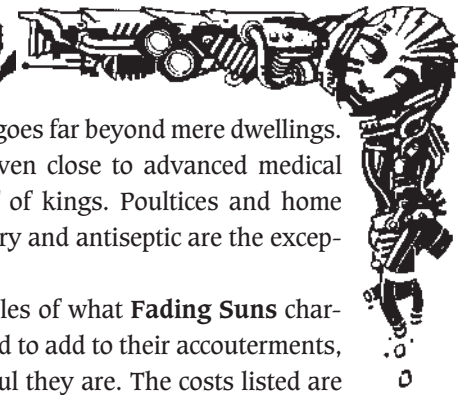 goes far beyond mere dwellings.
ven close to advanced medical
of kings. Poultices and home
ry and antiseptic are the excep-
les of what Fading Suns char-
d to add to their accouterments,
ul they are. The costs listed are